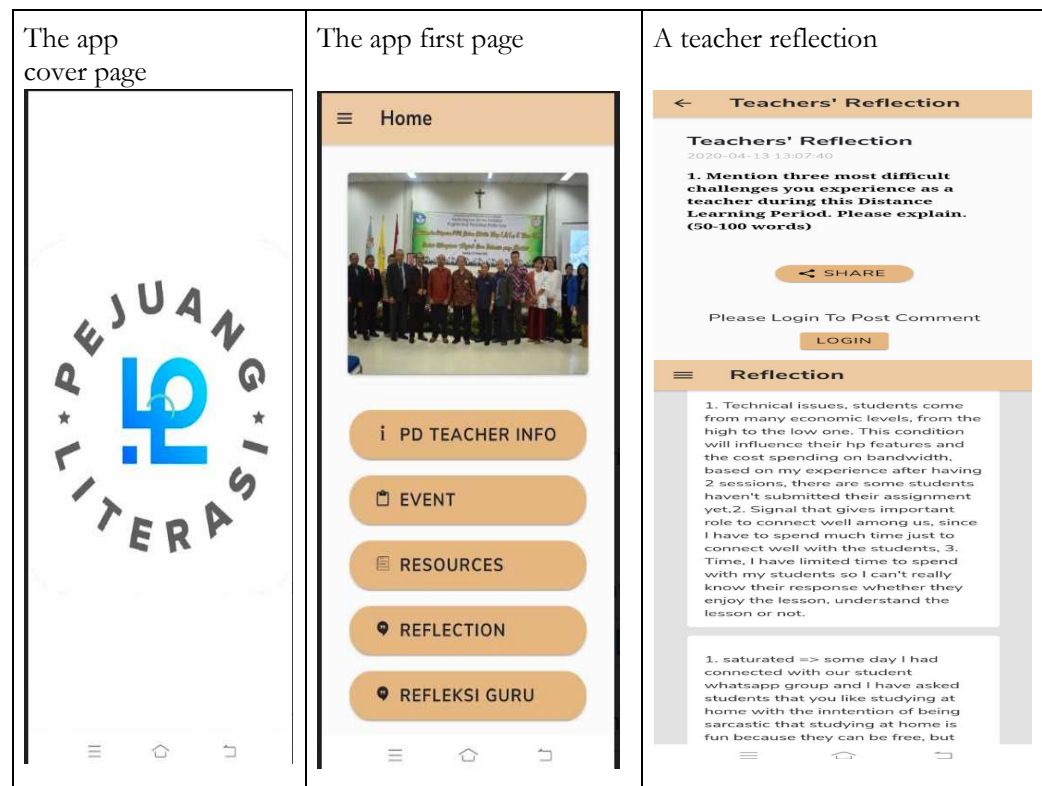 The app
cover page
PEJUANG
LITERASI
The app first page
Home
i PD TEACHER INFO
EVENT
RESOURCES
REFLECTION
REFLEKSI GURU
A teacher reflection
Teachers' Reflection
Teachers' Reflection
2020-04-13 13:07:40
1. Mention three most difficult
challenges you experience as a
teacher during this Distance
Learning Period. Please explain.
(50-100 words)
SHARE
Please Login To Post Comment
LOGIN
Reflection
1. Technical issues, students come
from many economic levels, from the
high to the low one. This condition
will influence their hp features and
the cost spending on bandwidth,
based on my experience after having
2 sessions, there are some students
haven't submitted their assignment
yet,2. Signal that gives important
role to connect well among us, since
I have to spend much time just to
connect well with the students, 3.
Time, I have limited time to spend
with my students so I can't really
know their response whether they
enjoy the lesson, understand the
lesson or not.
1. saturated => some day I had
connected with our student
whatsapp group and I have asked
students that you like studying at
home with the inntention of being
sarcastic that studying at home is
fun because they can be free, but